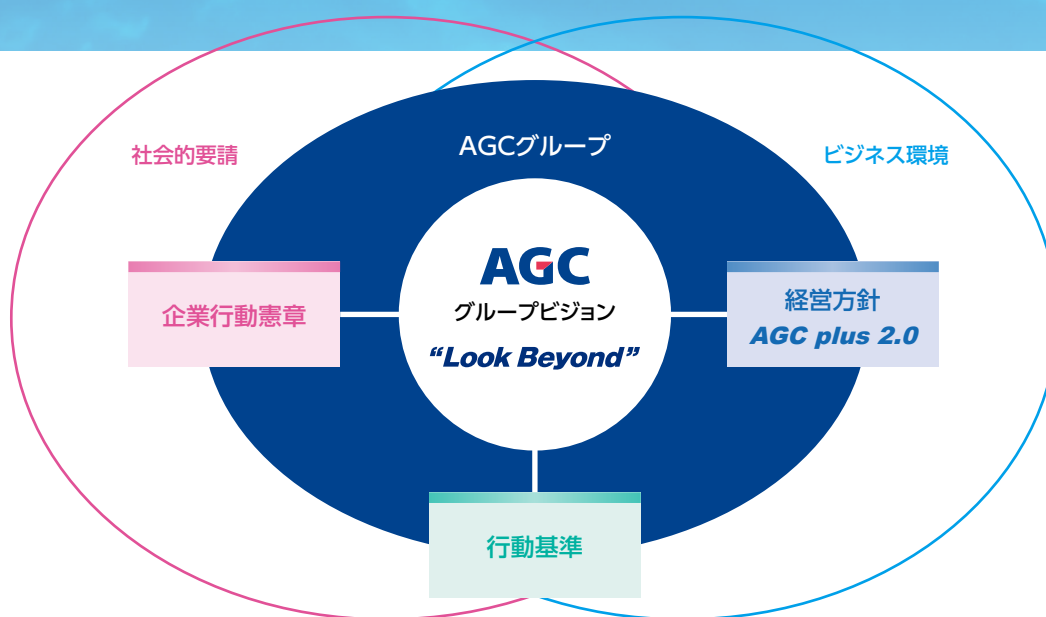 AGCグループ
社会的要請
ビジネス環境
AGC
グループビジョン
“Look Beyond”
企業行動憲章
経営方針
AGC plus 2.0
行動基準